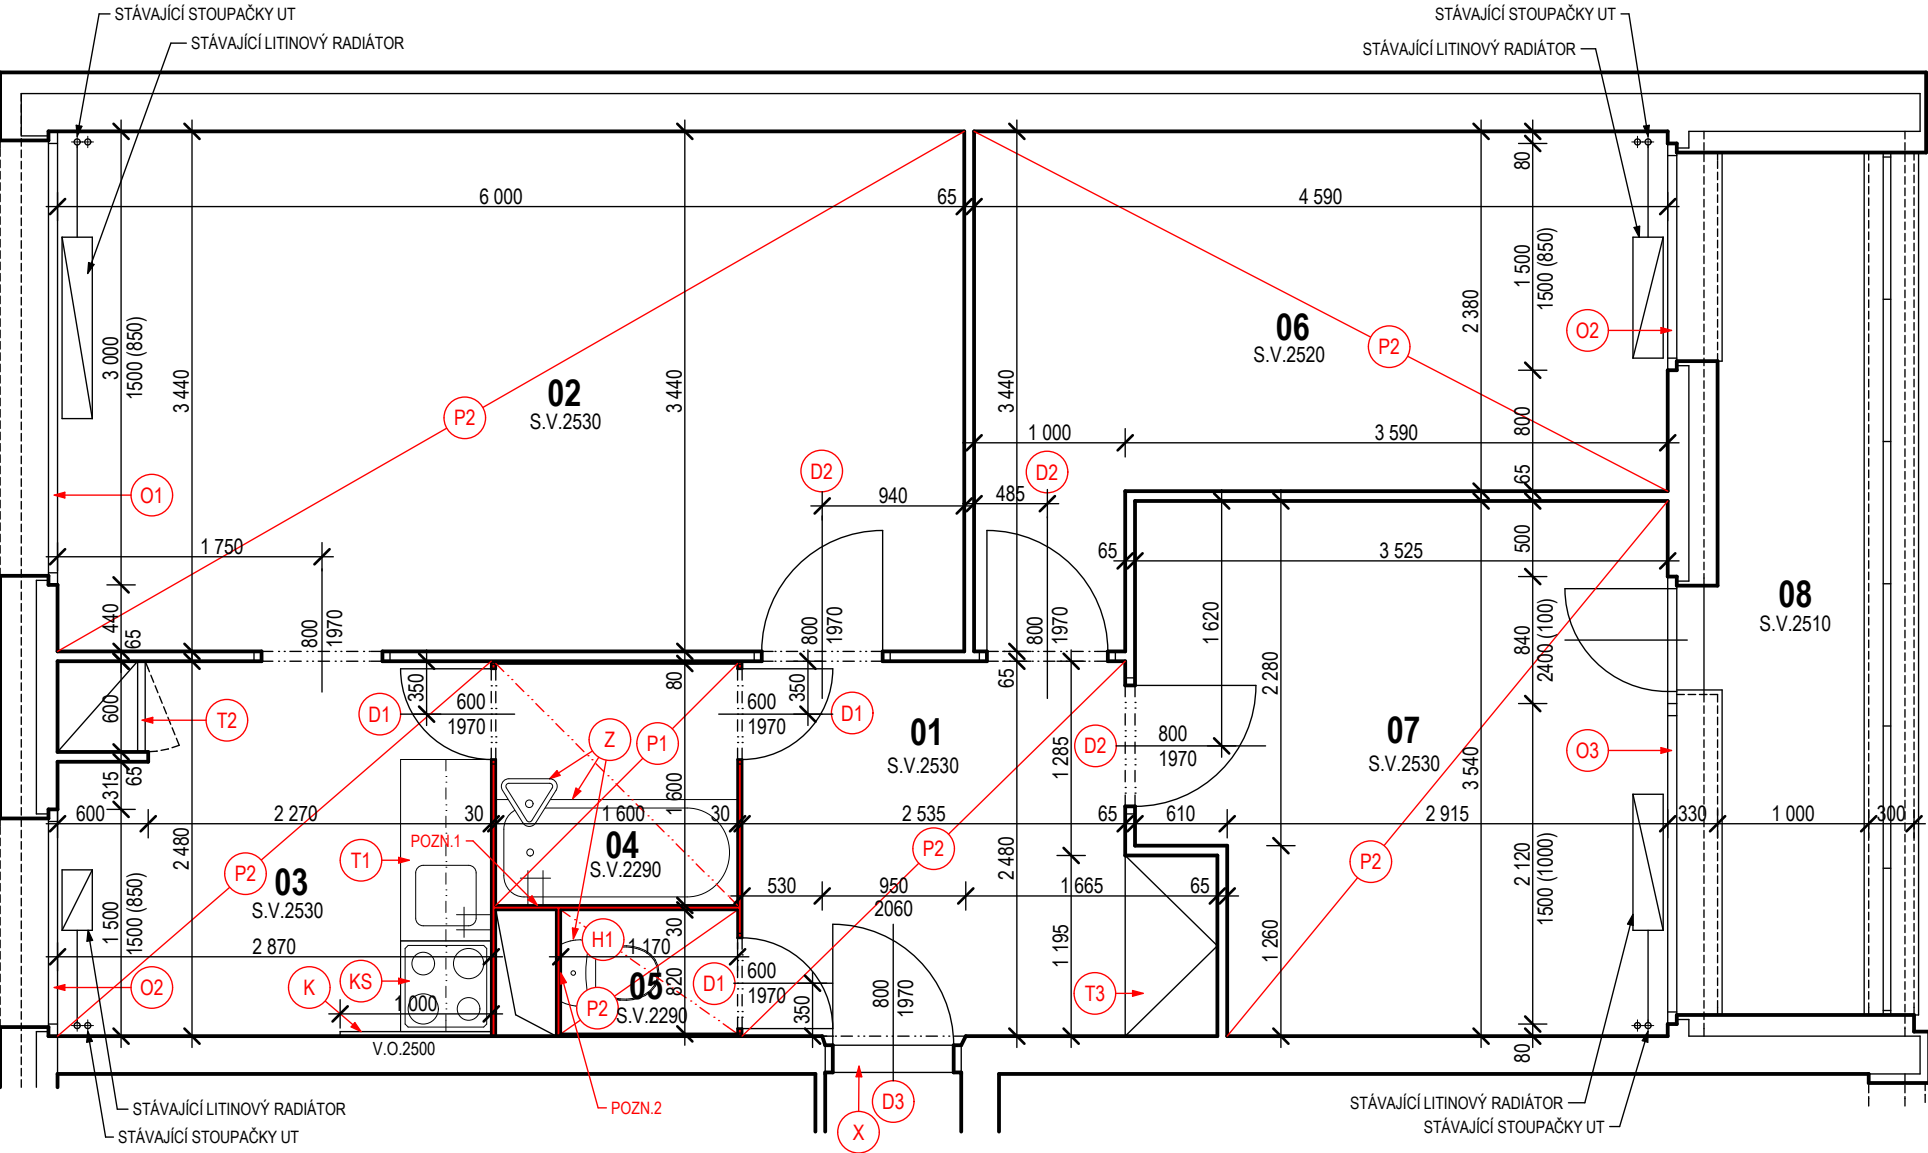 STÁVAJÍCÍ STOUPAČKY UT
STÁVAJÍCÍ LITINOVÝ RADIÁTOR
STÁVAJÍCÍ STOUPAČKY UT
STÁVAJÍCÍ LITINOVÝ RADIÁTOR
6 000
65
4 590
80
1 500
1500 (850)
2 380
3 000
1500 (850)
3 440
3 440
3 440
02
S.V.2530
P2
06
S.V.2520
P2
O2
1 000
3 590
800
65
D2
D2
O1
940
485
1 750
65
3 525
500
440
65
800
1970
800
1970
800
1970
1 620
2 280
840
2400 (100)
08
S.V.2510
600
T2
350
D1
600
1970
80
Z
P1
600
1970
350
D1
01
S.V.2530
65
1 285
D2
800
1970
07
S.V.2530
3 540
O3
315
65
600
2 270
30
1 600
1 600
30
2 535
65
610
2 915
330
1 000
300
2 480
P2
03
S.V.2530
T1
POZN.1
04
S.V.2290
P2
2 480
P2
2 120
1500 (1000)
1 500
1500 (850)
530
950
2060
1 665
65
2 870
30
H1
1 170
820
05
S.V.2290
P2
D1
600
1970
350
800
1970
1 195
T3
1 260
O2
K
KS
1 000
V.O.2500
80
D3
X
POZN.2
STÁVAJÍCÍ LITINOVÝ RADIÁTOR
STÁVAJÍCÍ STOUPAČKY UT
STÁVAJÍCÍ LITINOVÝ RADIÁTOR
STÁVAJÍCÍ STOUPAČKY UT